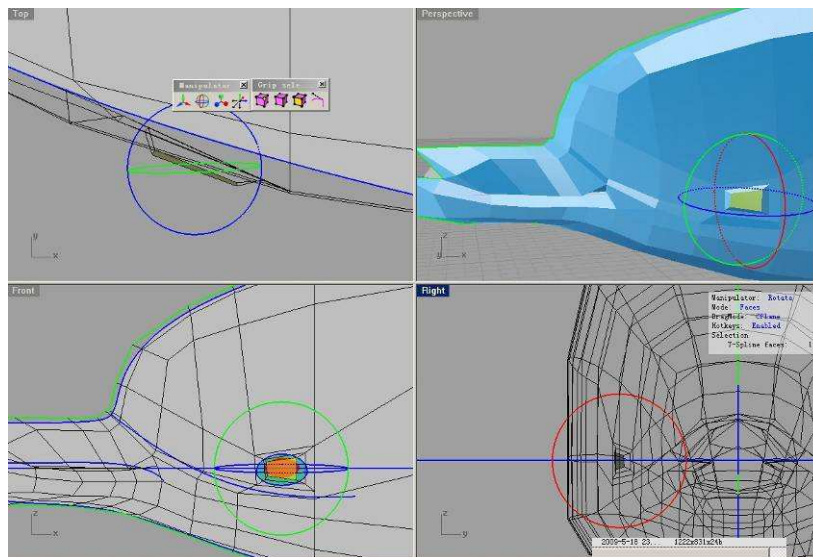 Top
Perspective
Manipulator
Grip sele...
y
x
z
y x
Front
Right
Manipulator: Rotate
Mode: Faces
DragMode: CPlane
Hotkeys: Enabled
Selection
T-Spline faces: 1
z
x
z
y
2009-5-18 23... 1222x831x24b